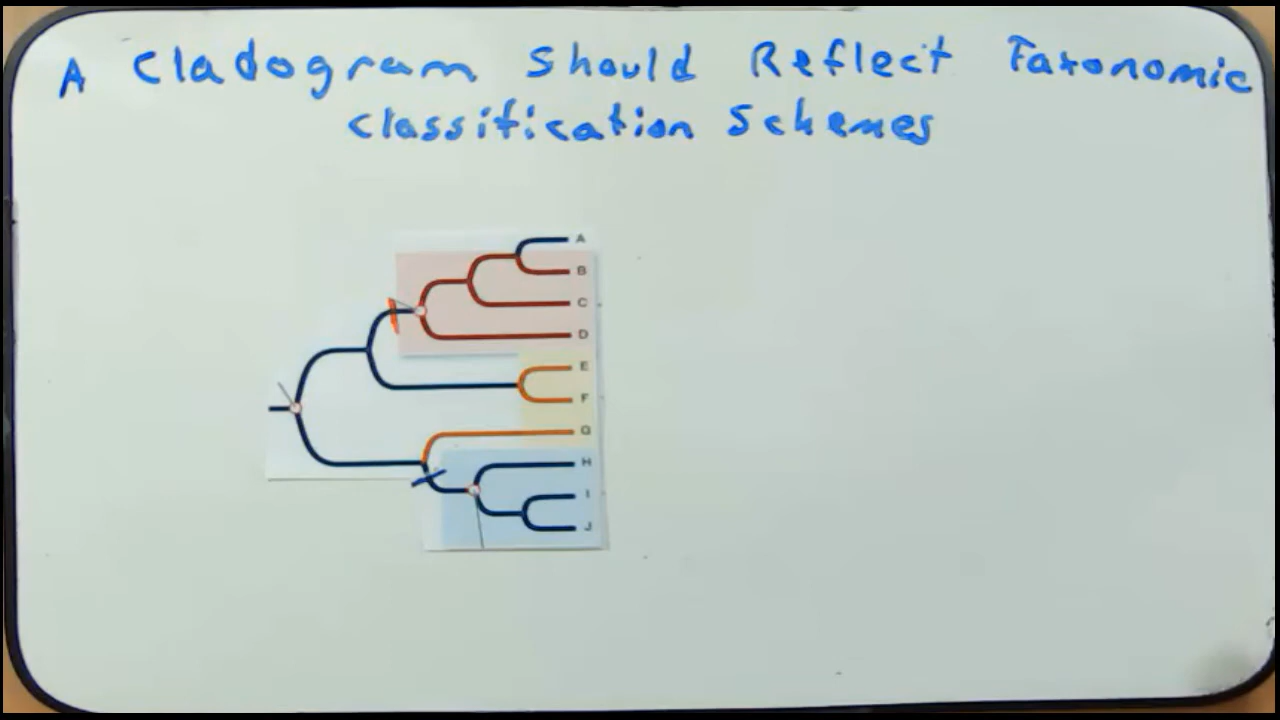 A Cladogram Should Reflect Taxonomic
Classification Schemes
A
B
C
D
E
F
G
H
I
J